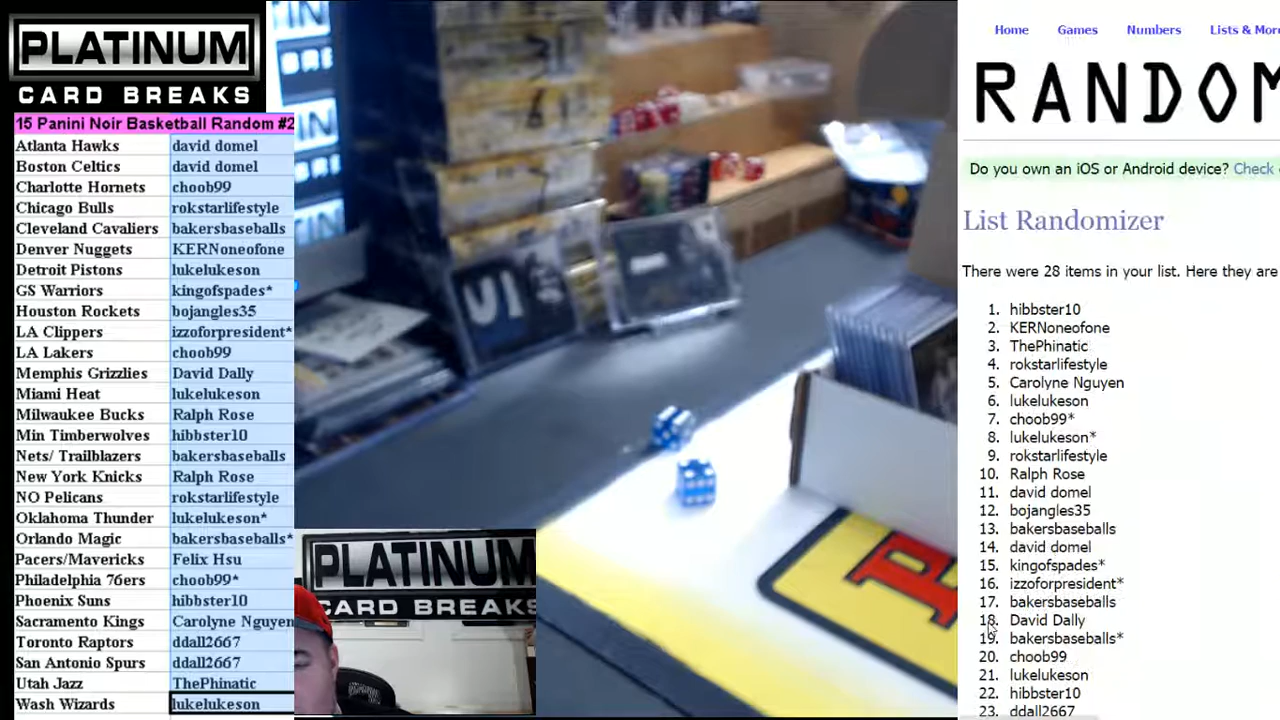 PLATINUM
CARD BREAKS
15 Panini Noir Basketball Random #2
Atlanta Hawks david domel
Boston Celtics david domel
Charlotte Hornets choob99
Chicago Bulls rokstarlifestyle
Cleveland Cavaliers bakersbaseballs
Denver Nuggets KERNoneofone
Detroit Pistons lukelukeson
GS Warriors kingofspades*
Houston Rockets bojangles35
LA Clippers izzoforpresident*
LA Lakers choob99
Memphis Grizzlies David Dally
Miami Heat lukelukeson
Milwaukee Bucks Ralph Rose
Min Timberwolves hibbster10
Nets/ Trailblazers bakersbaseballs
New York Knicks Ralph Rose
NO Pelicans rokstarlifestyle
Oklahoma Thunder lukelukeson*
Orlando Magic bakersbaseballs*
Pacers/Mavericks Felix Hsu
Philadelphia 76ers choob99*
Phoenix Suns hibbster10
Sacramento Kings Carolyne Nguyen
Toronto Raptors ddall2667
San Antonio Spurs ddall2667
Utah Jazz ThePhinatic
Wash Wizards lukelukeson
PLATINUM
CARD BREAKS
Home Games Numbers Lists & More
RANDOM
Do you own an iOS or Android device? Check
List Randomizer
There were 28 items in your list. Here they are
1. hibbster10
2. KERNoneofone
3. ThePhinatic
4. rokstarlifestyle
5. Carolyne Nguyen
6. lukelukeson
7. choob99*
8. lukelukeson*
9. rokstarlifestyle
10. Ralph Rose
11. david domel
12. bojangles35
13. bakersbaseballs
14. david domel
15. kingofspades*
16. izzoforpresident*
17. bakersbaseballs
18. David Dally
19. bakersbaseballs*
20. choob99
21. lukelukeson
22. hibbster10
23. ddall2667